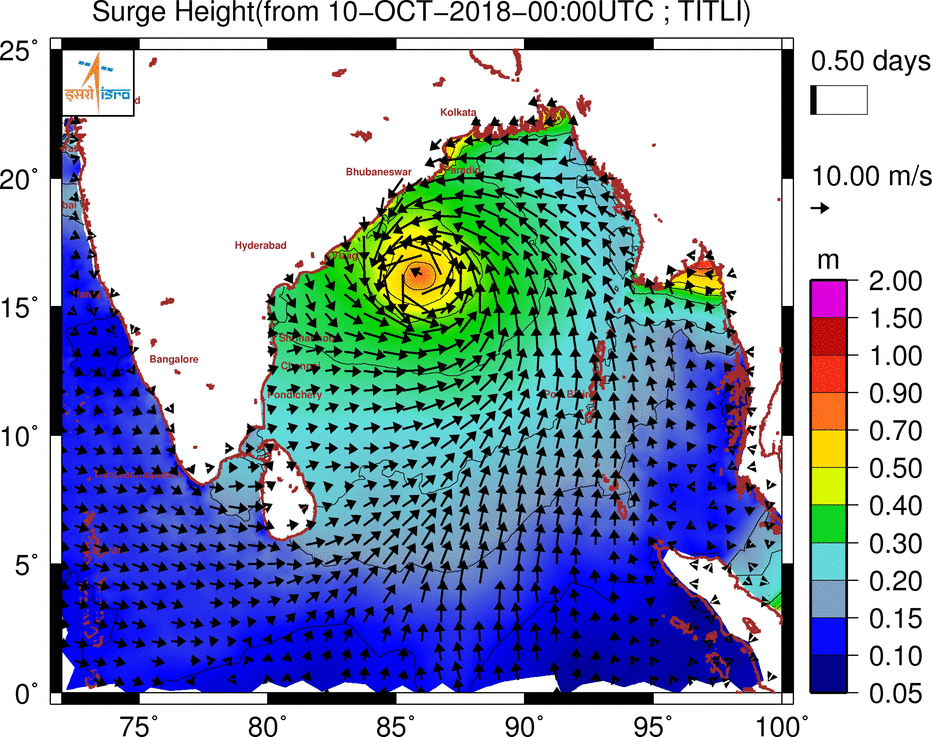 Surge Height(from 10−OCT−2018−00:00UTC ; TITLI)
25°
20°
15°
10°
5°
0°
75°
80°
85°
90°
95°
100°
इसरो isro
Kolkata
Bhubaneswar
Paradip
Hyderabad
Vizag
Bangalore
Chennai
Pondicherry
Port Blair
0.50 days
10.00 m/s
m
2.00
1.50
1.00
0.90
0.70
0.50
0.40
0.30
0.20
0.15
0.10
0.05